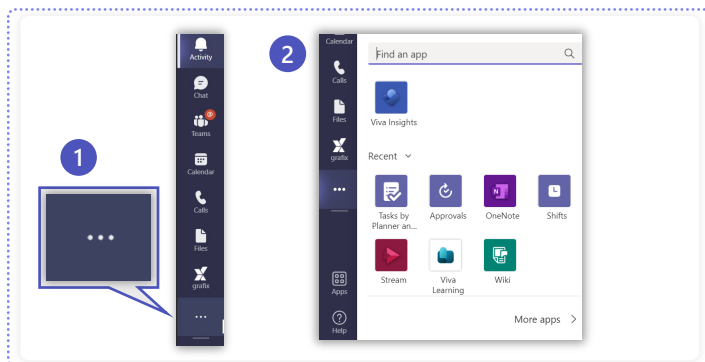 1
Activity
Chat
Teams
Calendar
Calls
Files
grafix
2
Calendar
Calls
Files
grafix
Apps
Help
Find an app
Viva Insights
Recent
Tasks by
Planner an...
Approvals
OneNote
Shifts
Stream
Viva
Learning
Wiki
More apps